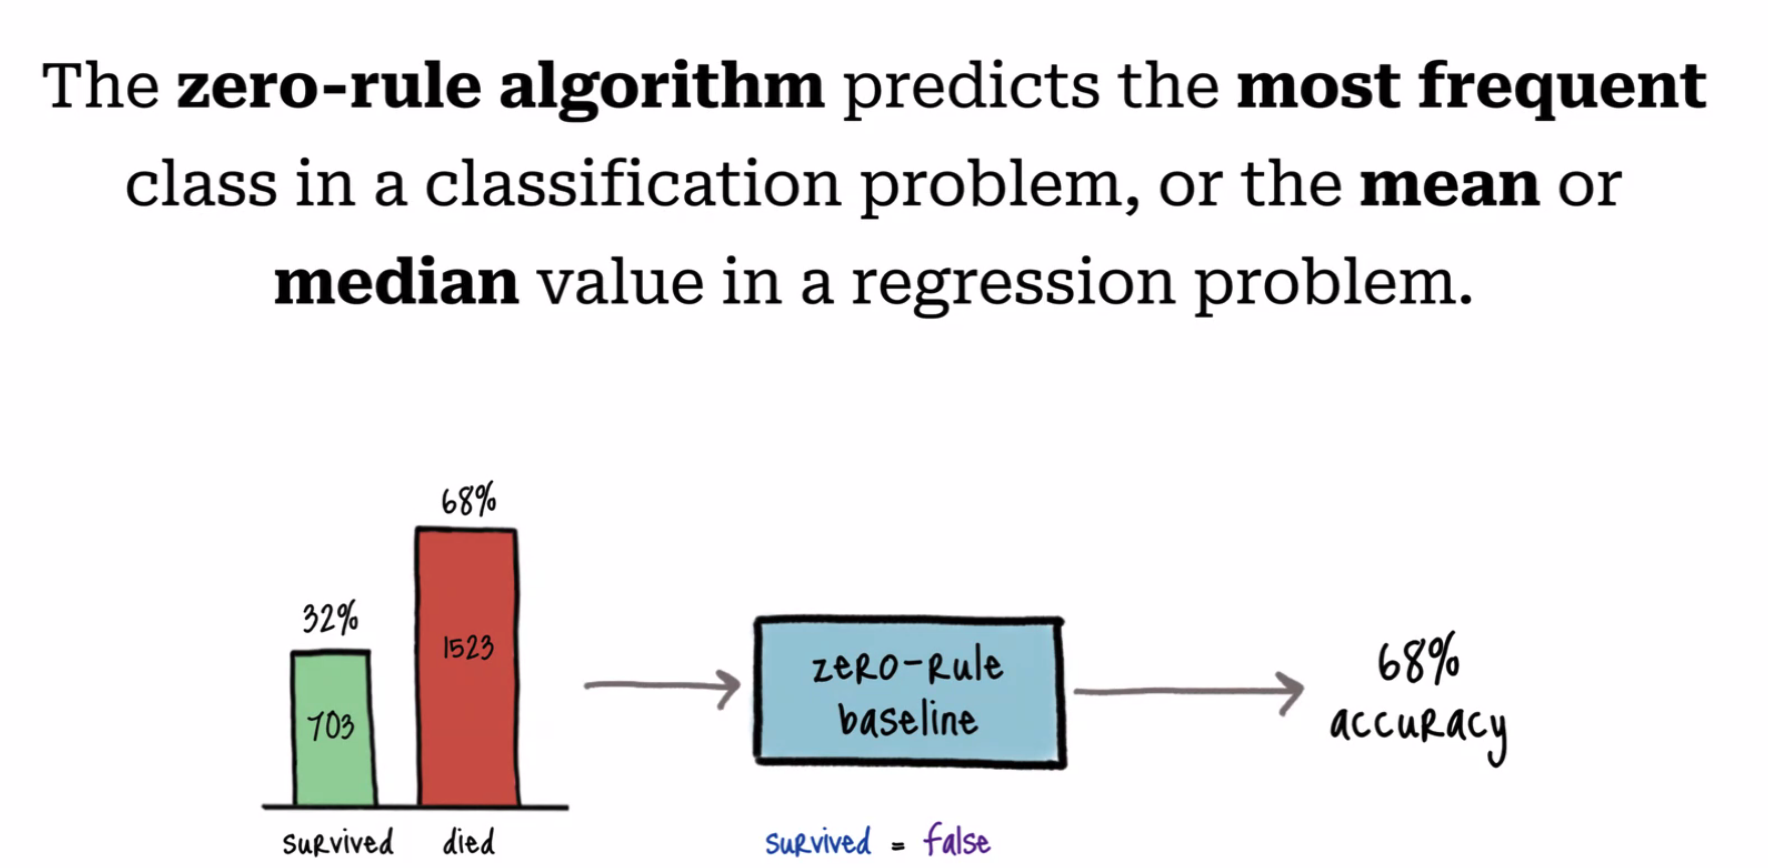 The zero-rule algorithm predicts the most frequent
class in a classification problem, or the mean or
median value in a regression problem.
68%
32%
1523
703
survived died
zero-rule
baseline
survived = false
68%
accuracy